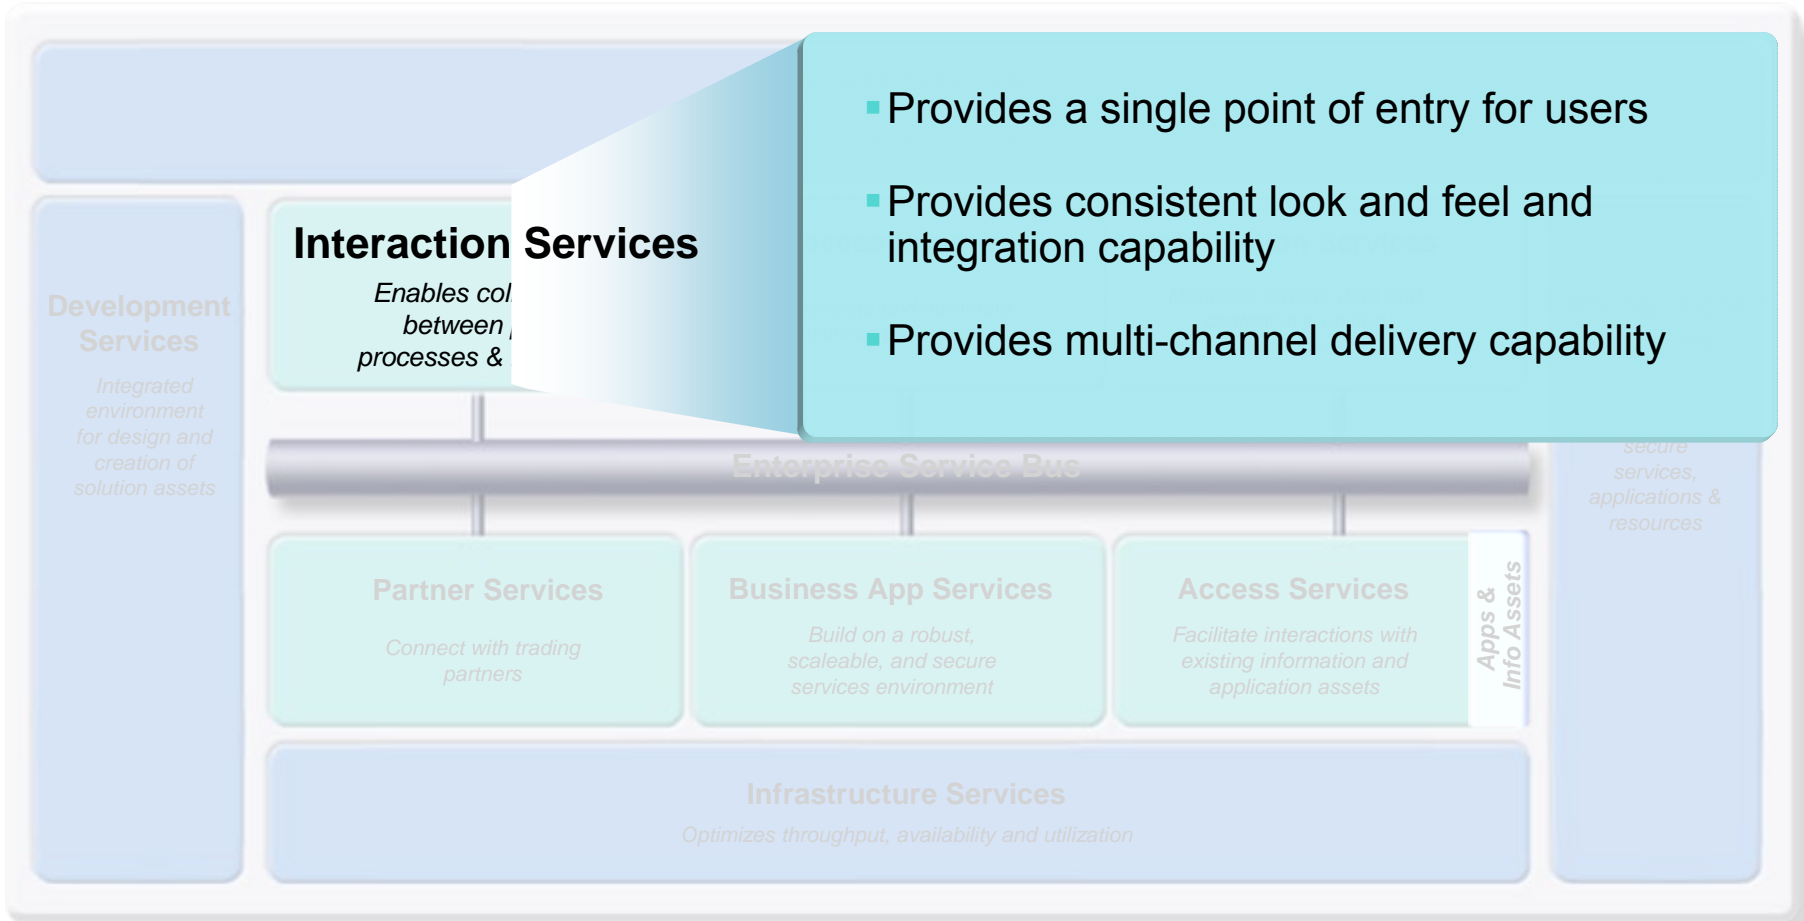 Provides a single point of entry for users
Provides consistent look and feel and
integration capability
Provides multi-channel delivery capability
Interaction Services
Enables
between
processes &
Development
Services
Integrated
environment
for design and
creation of
solution assets
Enterprise Service Bus
secure
services,
applications &
resources
Partner Services
Connect with trading
partners
Business App Services
Build on a robust,
scaleable, and secure
services environment
Access Services
Facilitate interactions with
existing information and
application assets
Apps &
Info Assets
Infrastructure Services
Optimizes throughput, availability and utilization